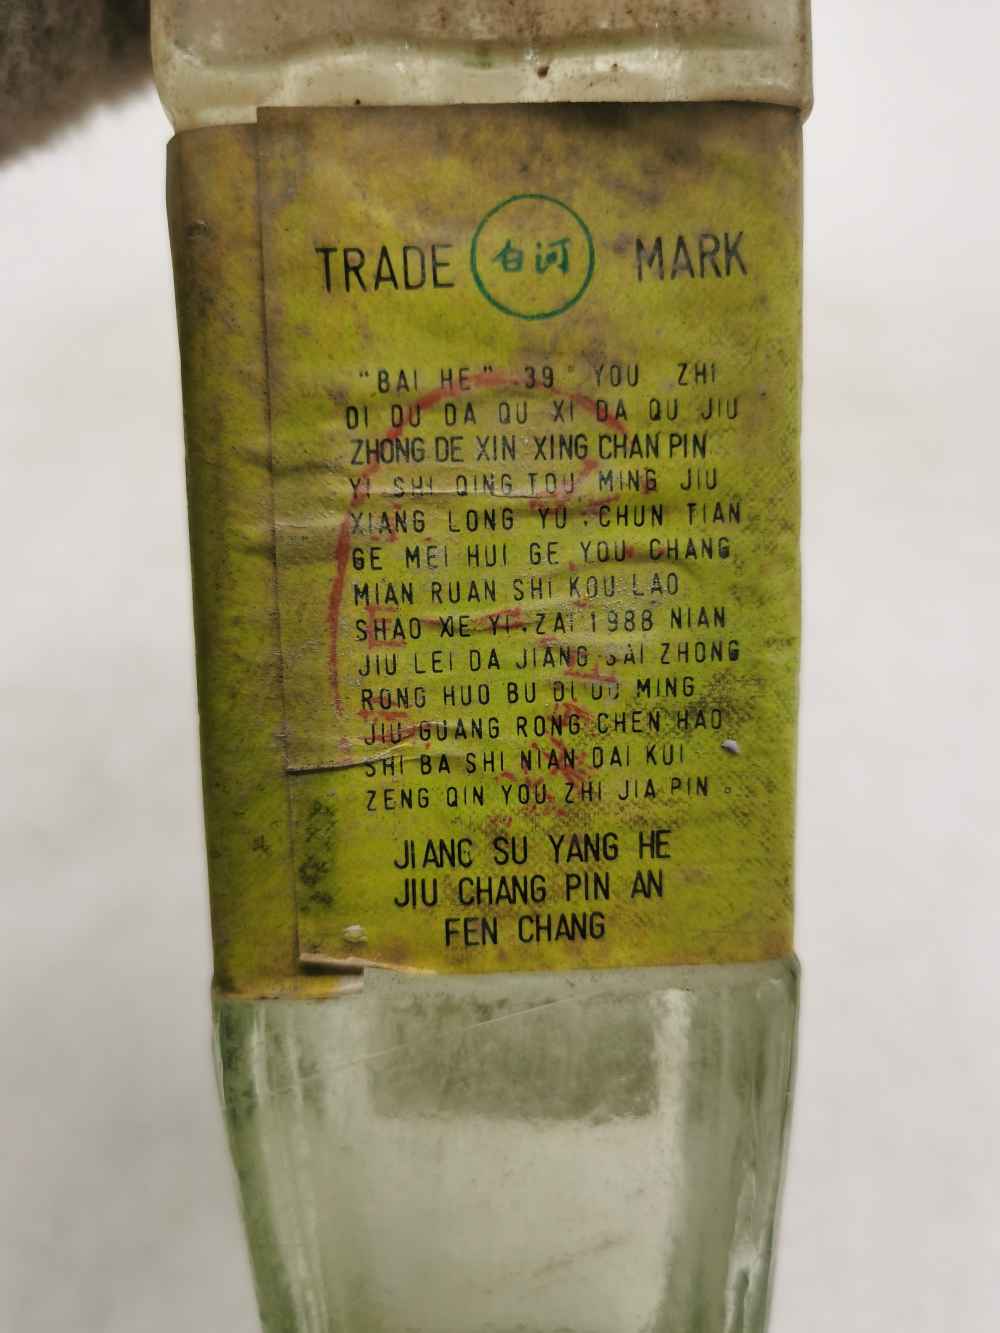 TRADE 白河 MARK
"BAI HE" 39° YOU ZHI
DI DU DA QU XI DA QU JIU
ZHONG DE XIN XING CHAN PIN
YI SHI QING TOU MING JIU
XIANG LONG YU . CHUN TIAN
GE MEI HUI GE YOU CHANG
MIAN RUAN SHI KOU LAO
SHAO XIE YI . ZAI 1988 NIAN
JIU LEI DA JIANG SAI ZHONG
RONG HUO BU DI DU MING
JIU GUANG RONG CHEN HAO
SHI BA SHI NIAN DAI KUI
ZENG QIN YOU ZHI JIA PIN 。
JIANG SU YANG HE
JIU CHANG PIN AN
FEN CHANG